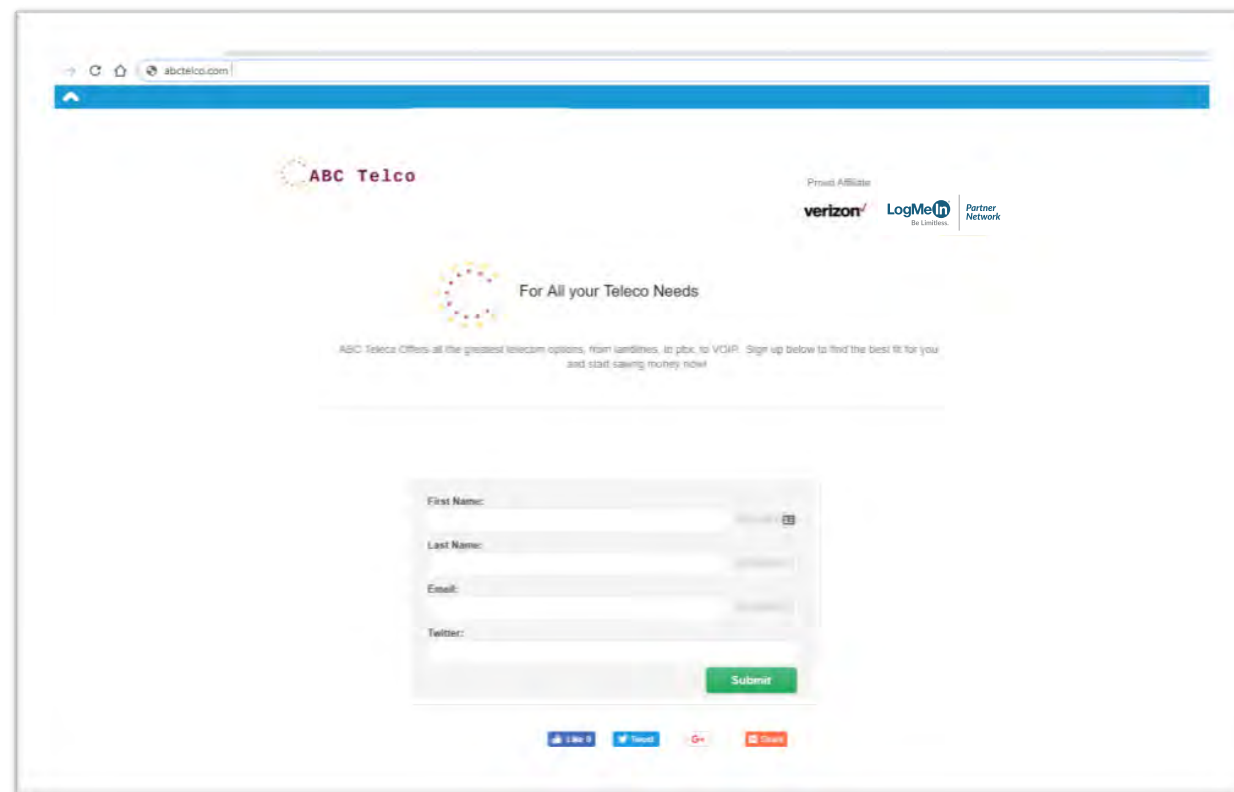 abctelco.com
ABC Telco
Proud Affiliate
verizon
LogMeIn
Be Limitless.
Partner
Network
For All your Teleco Needs
ABC Teleco Offers all the greatest telecom options, from landlines, to pbx, to VOIP. Sign up below to find the best fit for you
and start saving money now!
First Name:
Last Name:
Email:
Twitter:
Submit
Like 0
Tweet
G+
Share